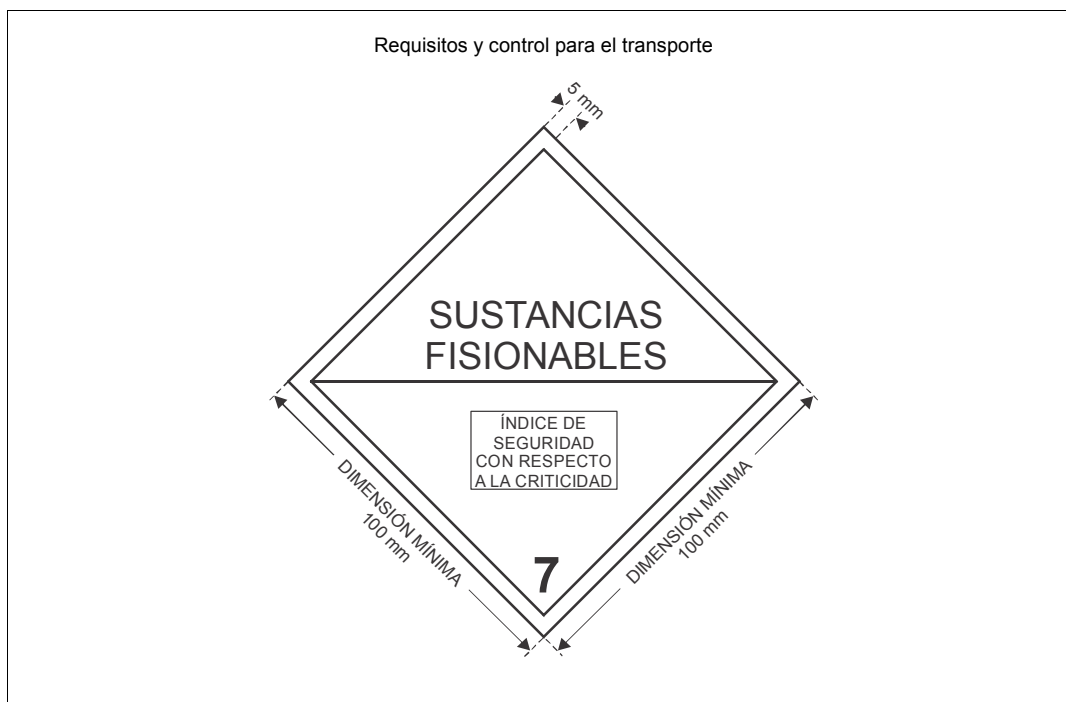 Requisitos y control para el transporte
5 mm
SUSTANCIAS
FISIONABLES
ÍNDICE DE
SEGURIDAD
CON RESPECTO
A LA CRITICIDAD
DIMENSIÓN MÍNIMA
100 mm
DIMENSIÓN MÍNIMA
100 mm
7